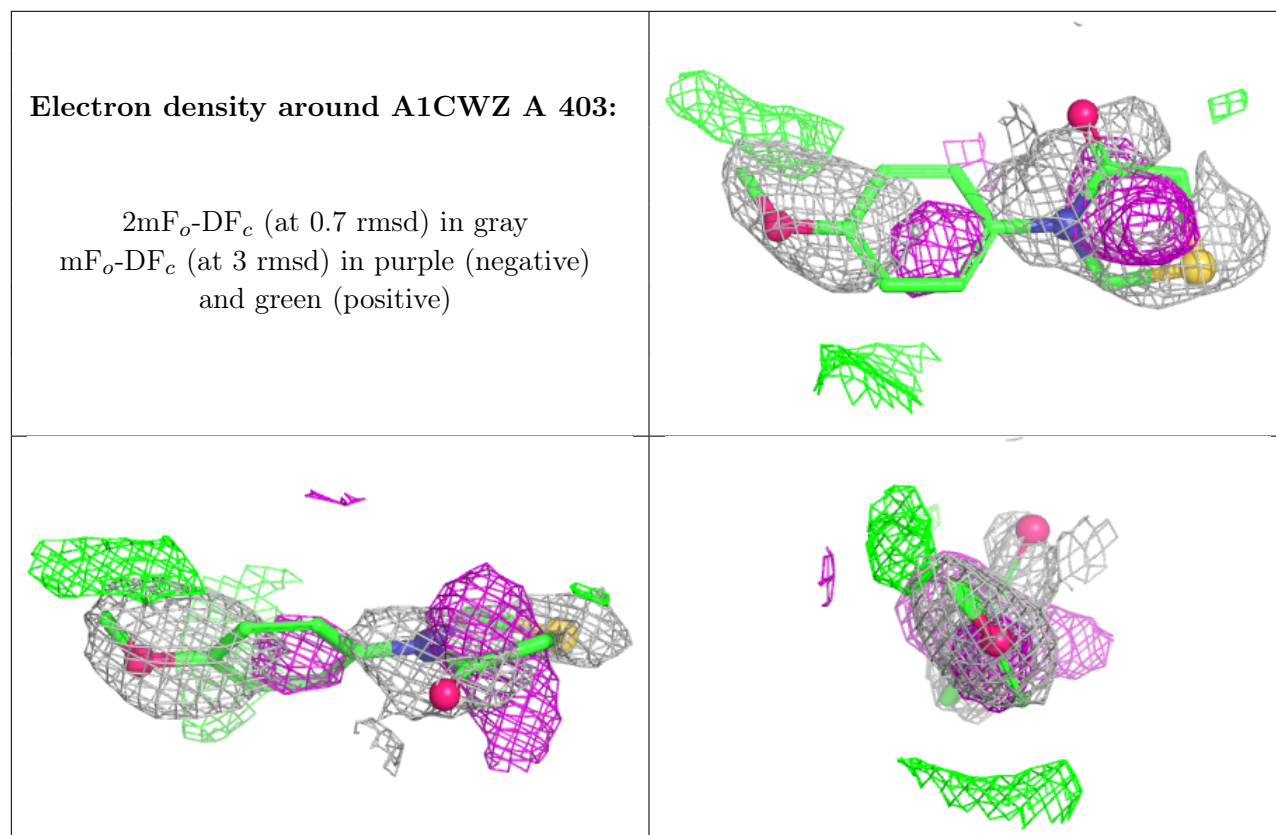 Electron density around A1CWZ A 403:
2mFo-DFc (at 0.7 rmsd) in gray
mFo-DFc (at 3 rmsd) in purple (negative)
and green (positive)